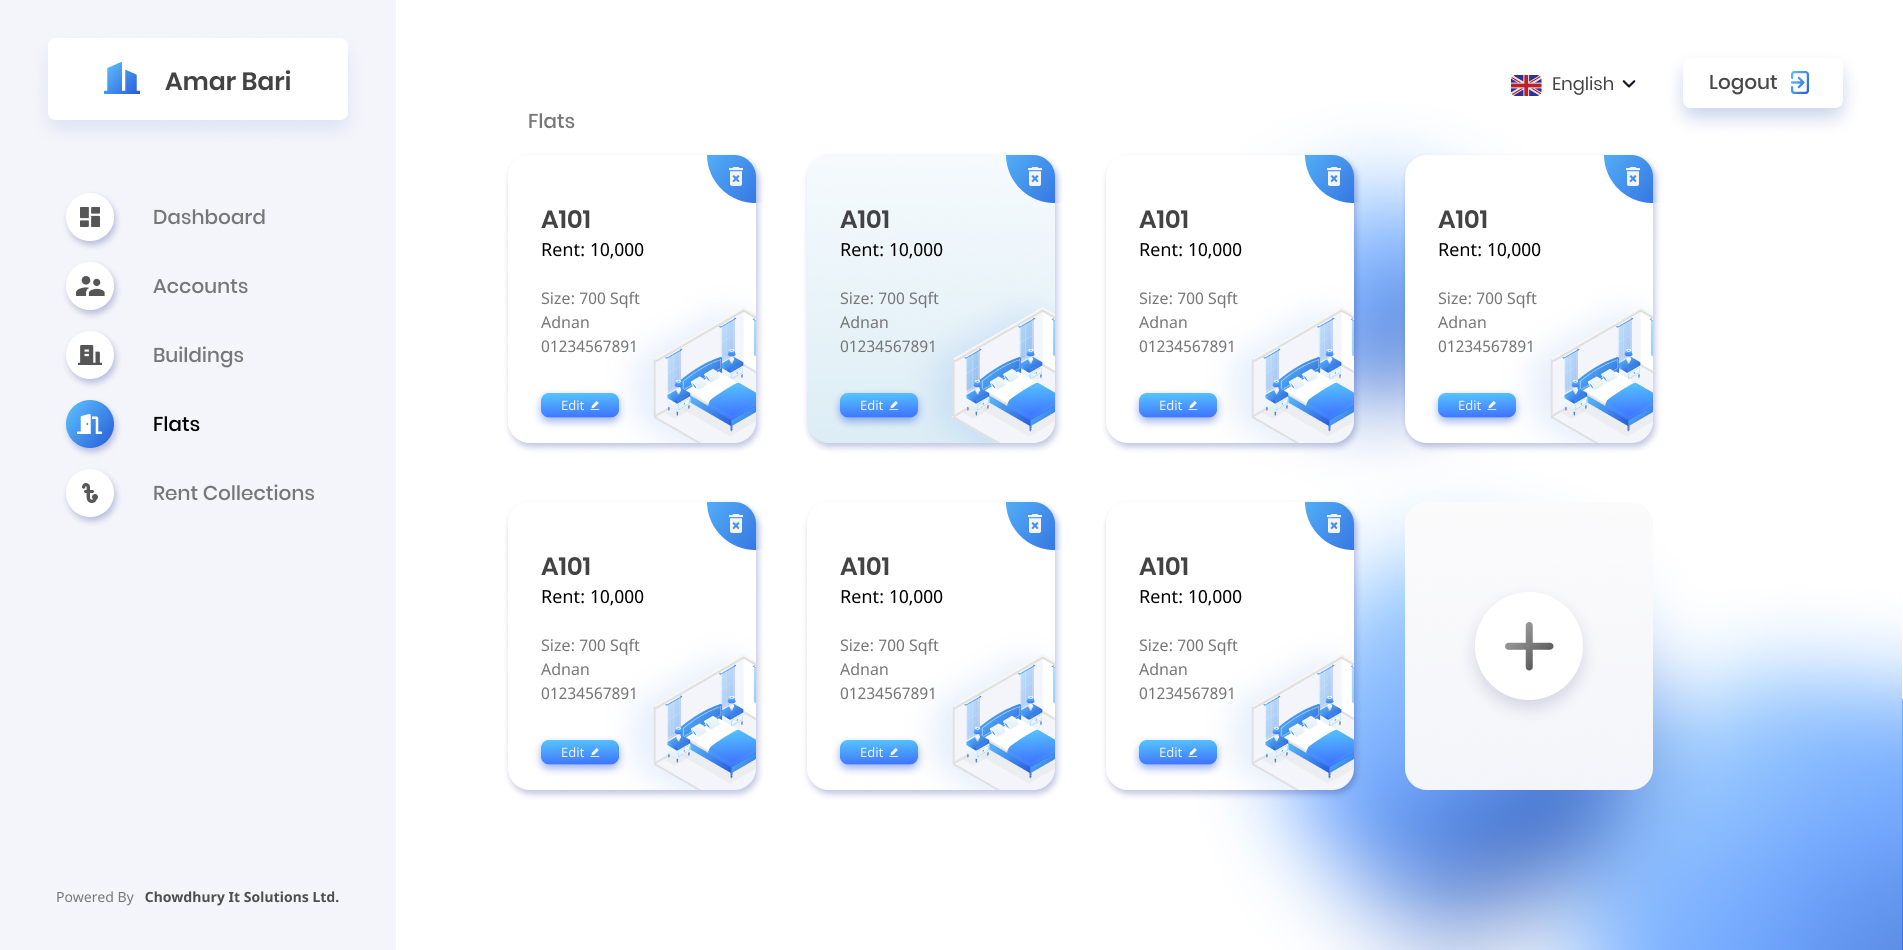 Amar Bari
Dashboard
Accounts
Buildings
Flats
Rent Collections
Powered By Chowdhury It Solutions Ltd.
English
Logout
Flats
A101
Rent: 10,000
Size: 700 Sqft
Adnan
01234567891
Edit
A101
Rent: 10,000
Size: 700 Sqft
Adnan
01234567891
Edit
A101
Rent: 10,000
Size: 700 Sqft
Adnan
01234567891
Edit
A101
Rent: 10,000
Size: 700 Sqft
Adnan
01234567891
Edit
A101
Rent: 10,000
Size: 700 Sqft
Adnan
01234567891
Edit
A101
Rent: 10,000
Size: 700 Sqft
Adnan
01234567891
Edit
A101
Rent: 10,000
Size: 700 Sqft
Adnan
01234567891
Edit